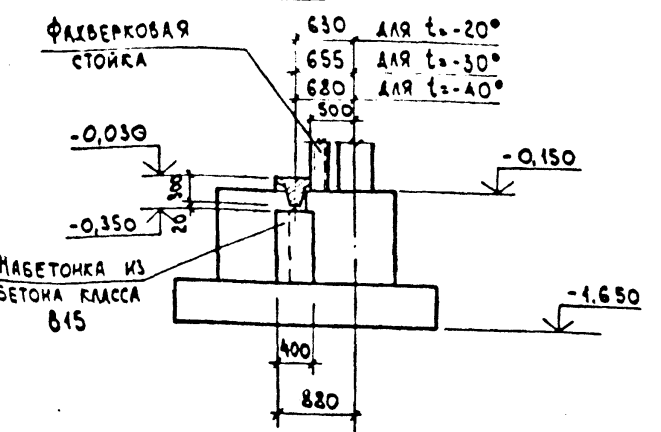 ФАХВЕРКОВАЯ
СТОЙКА
630 ДЛЯ t=-20°
655 ДЛЯ t=-30°
680 ДЛЯ t=-40°
500
-0,030
-0,150
300
-0,350
20
НАБЕТОНКА ИЗ
БЕТОНА КЛАССА
В15
-1.650
400
880